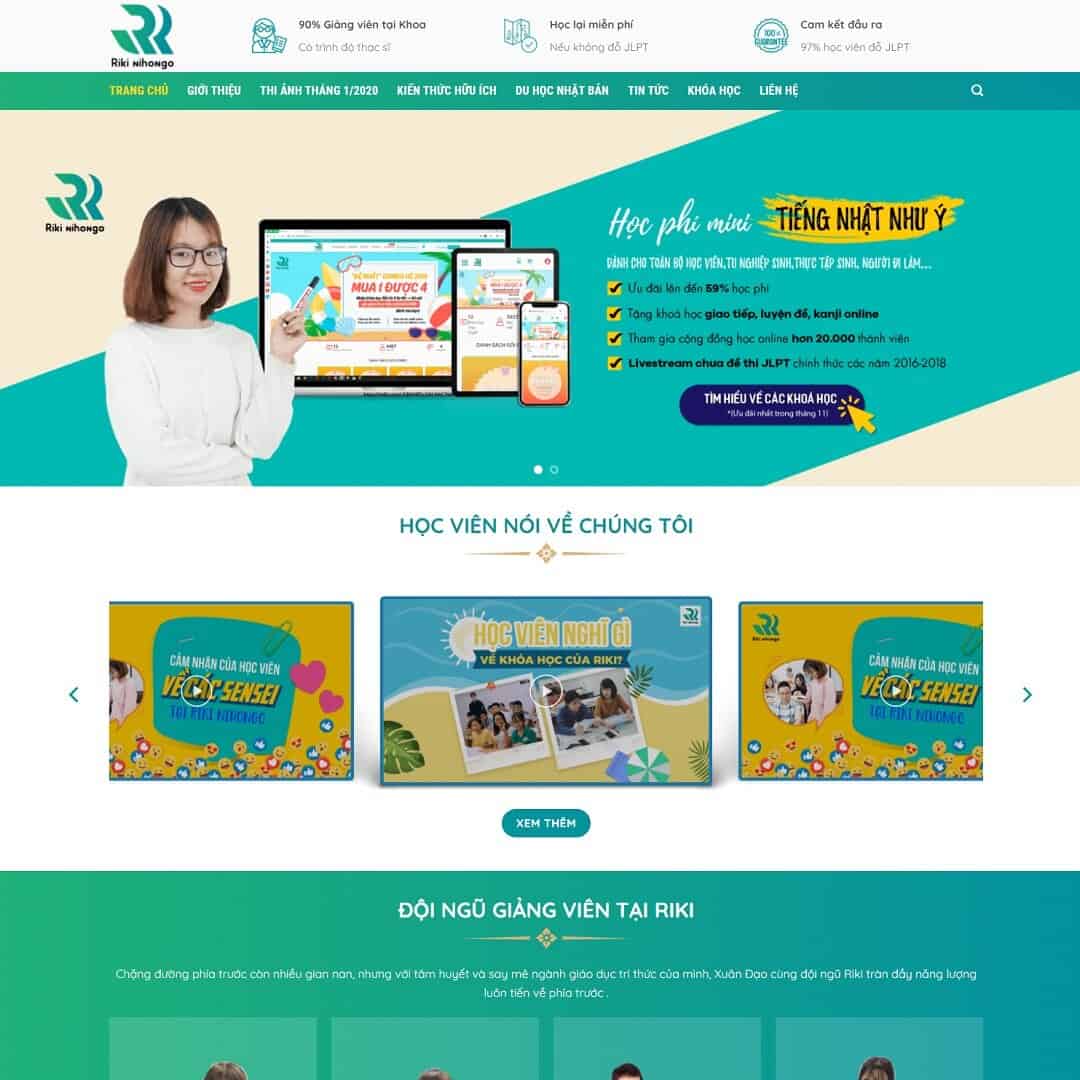 Riki Nihongo
90% Giảng viên tại Khoa
Có trình độ thạc sĩ
Học lại miễn phí
Nếu không đỗ JLPT
100%
GUARANTEE
Cam kết đầu ra
97% học viên đỗ JLPT
TRANG CHỦ GIỚI THIỆU THI ẢNH THÁNG 1/2020 KIẾN THỨC HỮU ÍCH DU HỌC NHẬT BẢN TIN TỨC KHÓA HỌC LIÊN HỆ
Riki Nihongo
MUA 1 ĐƯỢC 4
Học phí mini TIẾNG NHẬT NHƯ Ý
DÀNH CHO TOÀN BỘ HỌC VIÊN,TU NGHIỆP SINH,THỰC TẬP SINH, NGƯỜI ĐI LÀM...
Ưu đãi lên đến 59% học phí
Tặng khoá học giao tiếp, luyện đề, kanji online
Tham gia cộng đồng học online hơn 20.000 thành viên
Livestream chưa đề thi JLPT chính thức các năm 2016-2018
TÌM HIỂU VỀ CÁC KHOÁ HỌC
*(Ưu đãi nhất trong tháng 11)
HỌC VIÊN NÓI VỀ CHÚNG TÔI
CẢM NHẬN CỦA HỌC VIÊN
VỀ CÁC SENSEI
TẠI RIKI NIHONGO
HỌC VIÊN NGHĨ GÌ
VỀ KHÓA HỌC CỦA RIKI?
Riki Nihongo
CẢM NHẬN CỦA HỌC VIÊN
VỀ CÁC SENSEI
TẠI RIKI NIHONGO
XEM THÊM
ĐỘI NGŨ GIẢNG VIÊN TẠI RIKI
Chặng đường phía trước còn nhiều gian nan, nhưng với tâm huyết và say mê ngành giáo dục tri thức của mình, Xuân Đạo cùng đội ngũ Riki tràn đầy năng lượng
luôn tiến về phía trước .